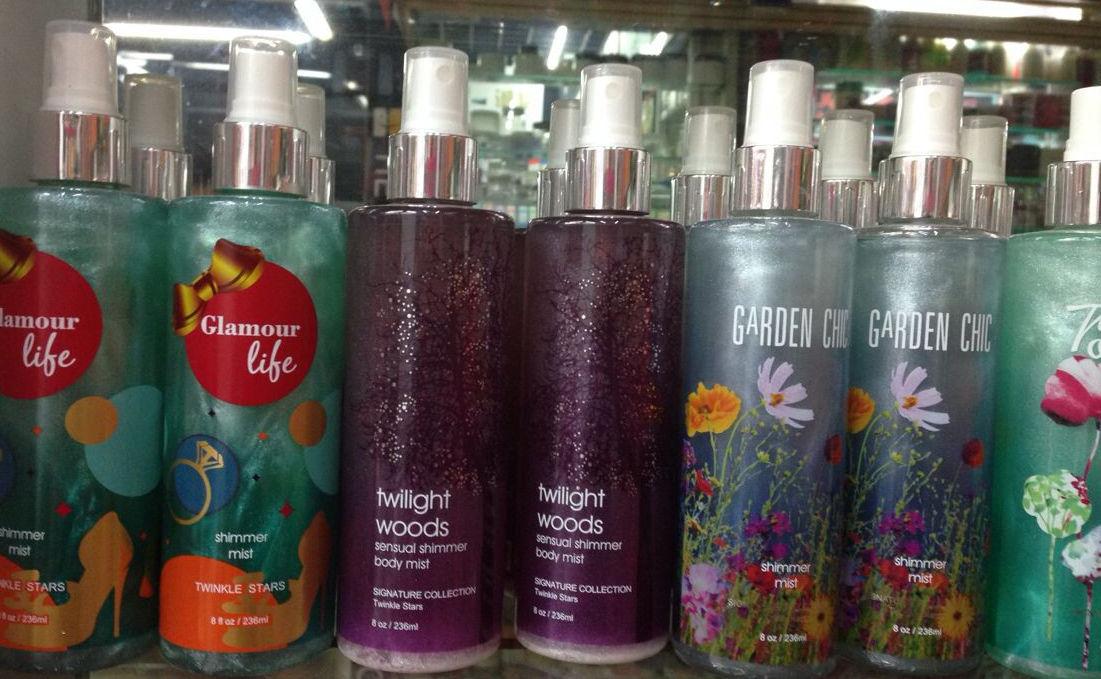 lamour
life
shimmer
mist
NKLE STARS
8 fl oz / 236ml
Glamour
life
shimmer
mist
TWINKLE STARS
8 fl oz / 236ml
twilight
woods
sensual shimmer
body mist
SIGNATURE COLLECTION
Twinkle Stars
8 oz / 236ml
twilight
woods
sensual shimmer
body mist
SIGNATURE COLLECTION
Twinkle Stars
8 oz / 236ml
GARDEN CHIC
shimmer
mist
8 oz / 236ml
GARDEN CHIC
shimmer
mist
8 oz / 236ml